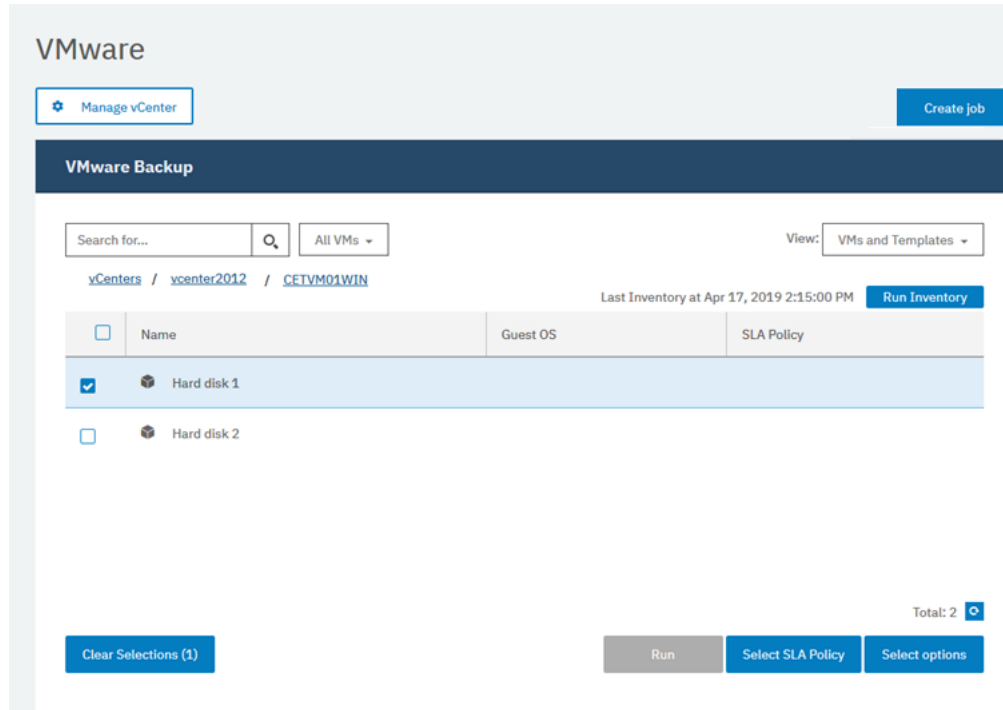 VMware
Manage vCenter
Create job
VMware Backup
Search for...
All VMs
View: VMs and Templates
vCenters / vcenter2012 / CETVM01WIN
Last Inventory at Apr 17, 2019 2:15:00 PM Run Inventory
Name Guest OS SLA Policy
Hard disk 1
Hard disk 2
Total: 2
Clear Selections (1) Run Select SLA Policy Select options